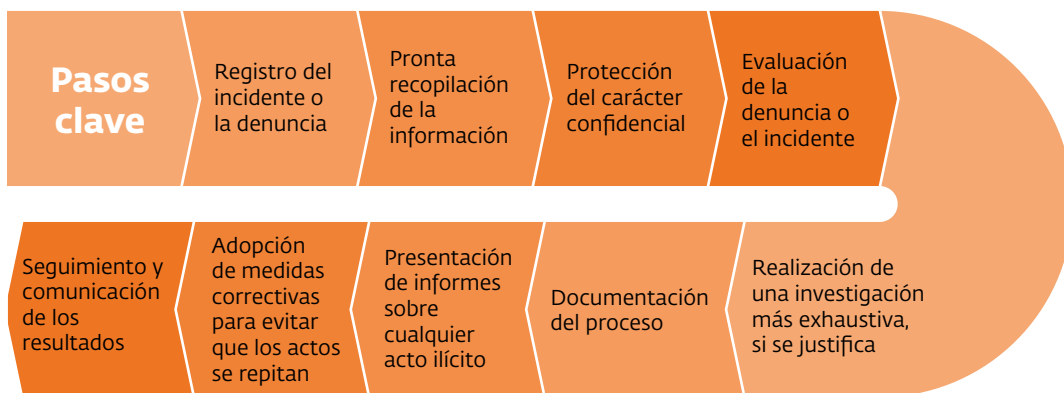 Pasos
clave
Registro del
incidente o
la denuncia
Pronta
recopilación
de la
información
Protección
del carácter
confidencial
Evaluación
de la
denuncia o
el incidente
Realización de
una investigación
más exhaustiva,
si se justifica
Documentación
del proceso
Presentación
de informes
sobre
cualquier
acto ilícito
Adopción
de medidas
correctivas
para evitar
que los actos
se repitan
Seguimiento y
comunicación
de los
resultados